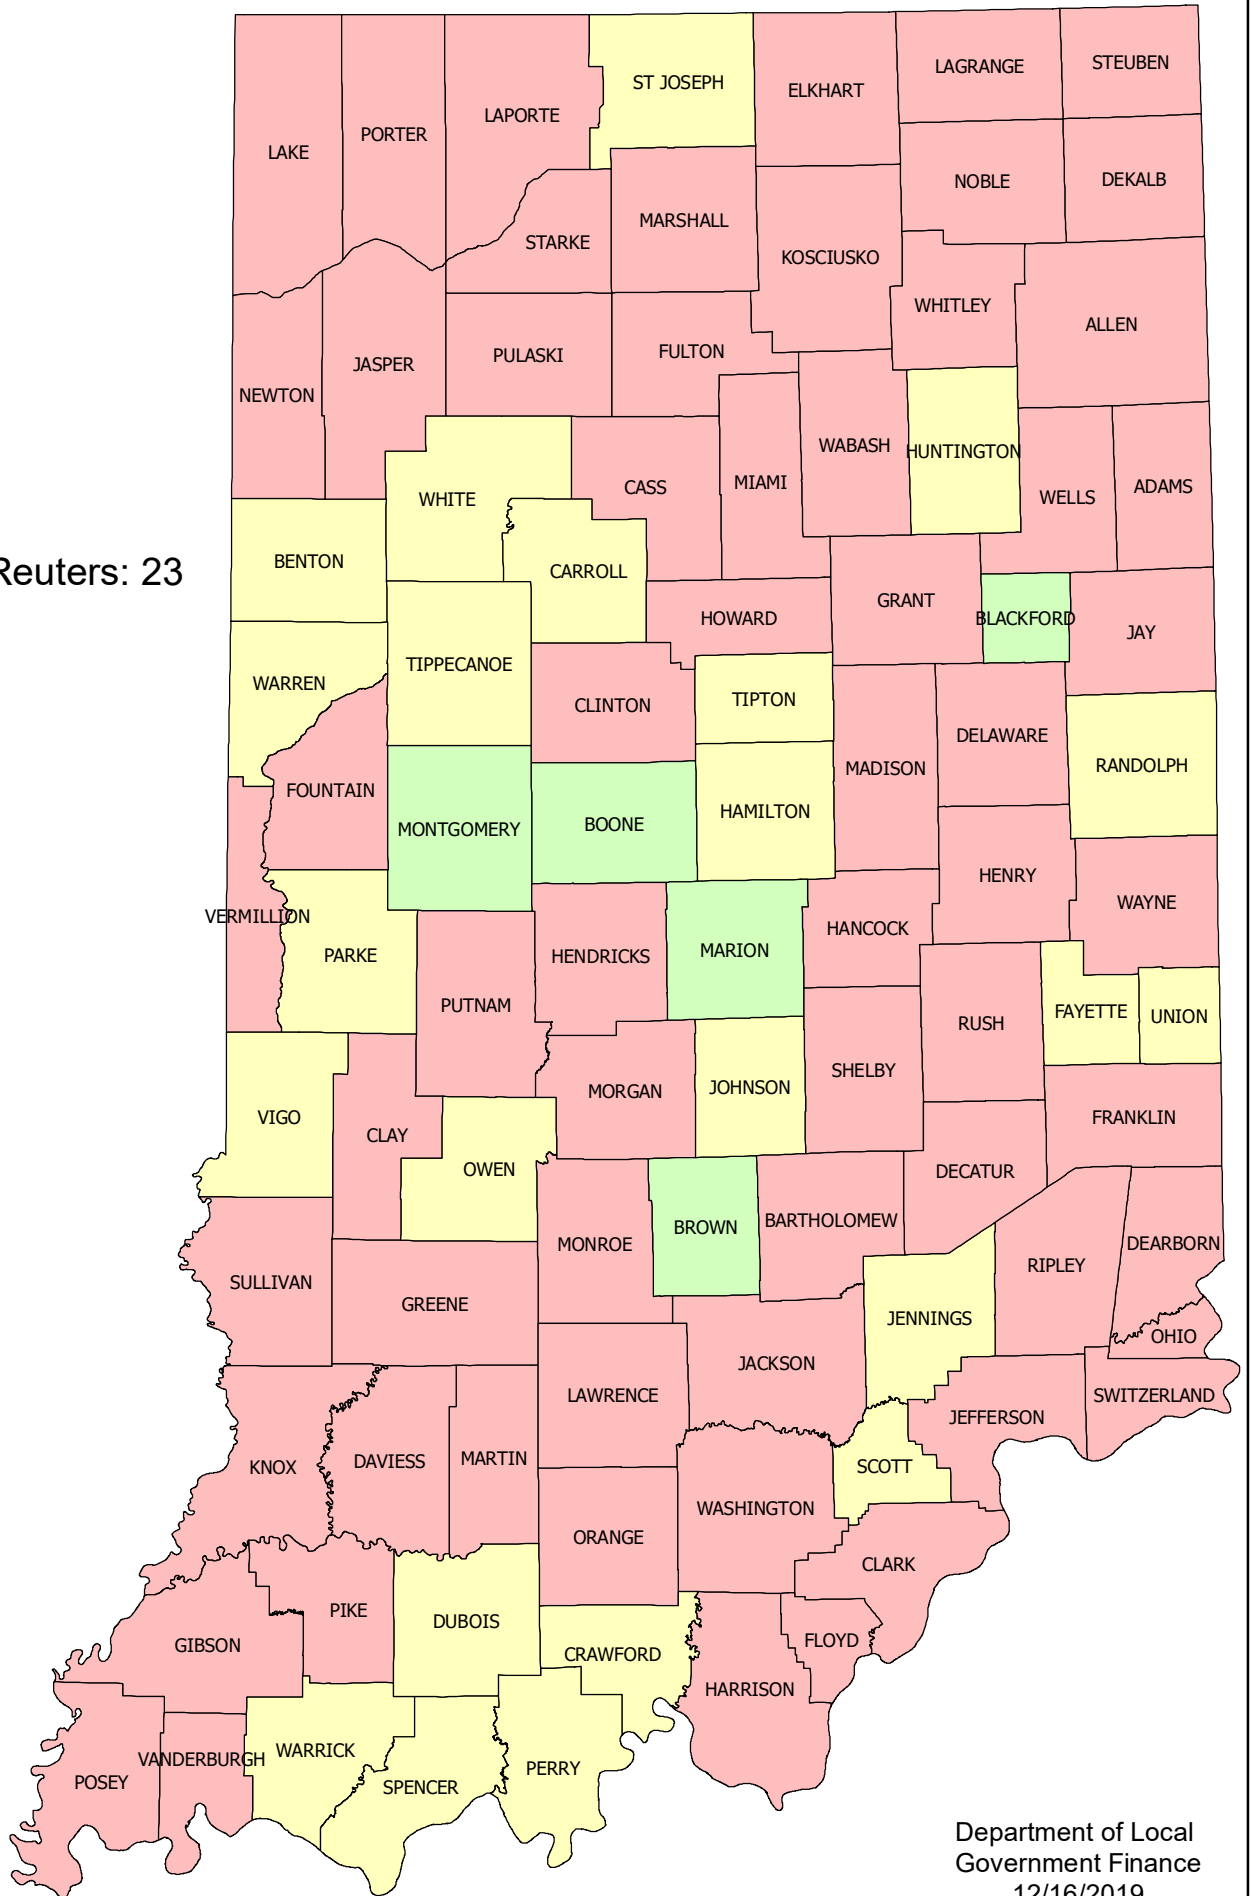 ST JOSEPH
LAGRANGE
STEUBEN
ELKHART
LAPORTE
PORTER
LAKE
NOBLE
DEKALB
MARSHALL
STARKE
KOSCIUSKO
WHITLEY
ALLEN
FULTON
PULASKI
JASPER
NEWTON
WABASH
HUNTINGTON
MIAMI
CASS
ADAMS
WELLS
WHITE
BENTON
CARROLL
Reuters: 23
GRANT
HOWARD
BLACKFORD
JAY
TIPPECANOE
WARREN
TIPTON
CLINTON
DELAWARE
RANDOLPH
MADISON
FOUNTAIN
HAMILTON
BOONE
MONTGOMERY
HENRY
WAYNE
VERMILLION
HANCOCK
MARION
PARKE
HENDRICKS
PUTNAM
FAYETTE
UNION
RUSH
SHELBY
JOHNSON
MORGAN
VIGO
FRANKLIN
CLAY
OWEN
DECATUR
BARTHOLOMEW
BROWN
MONROE
DEARBORN
RIPLEY
SULLIVAN
GREENE
JENNINGS
OHIO
JACKSON
LAWRENCE
SWITZERLAND
JEFFERSON
KNOX
DAVIESS
MARTIN
SCOTT
WASHINGTON
ORANGE
CLARK
PIKE
DUBOIS
GIBSON
FLOYD
CRAWFORD
HARRISON
WARRICK
VANDERBURGH
PERRY
POSEY
SPENCER
Department of Local
Government Finance
12/16/2019